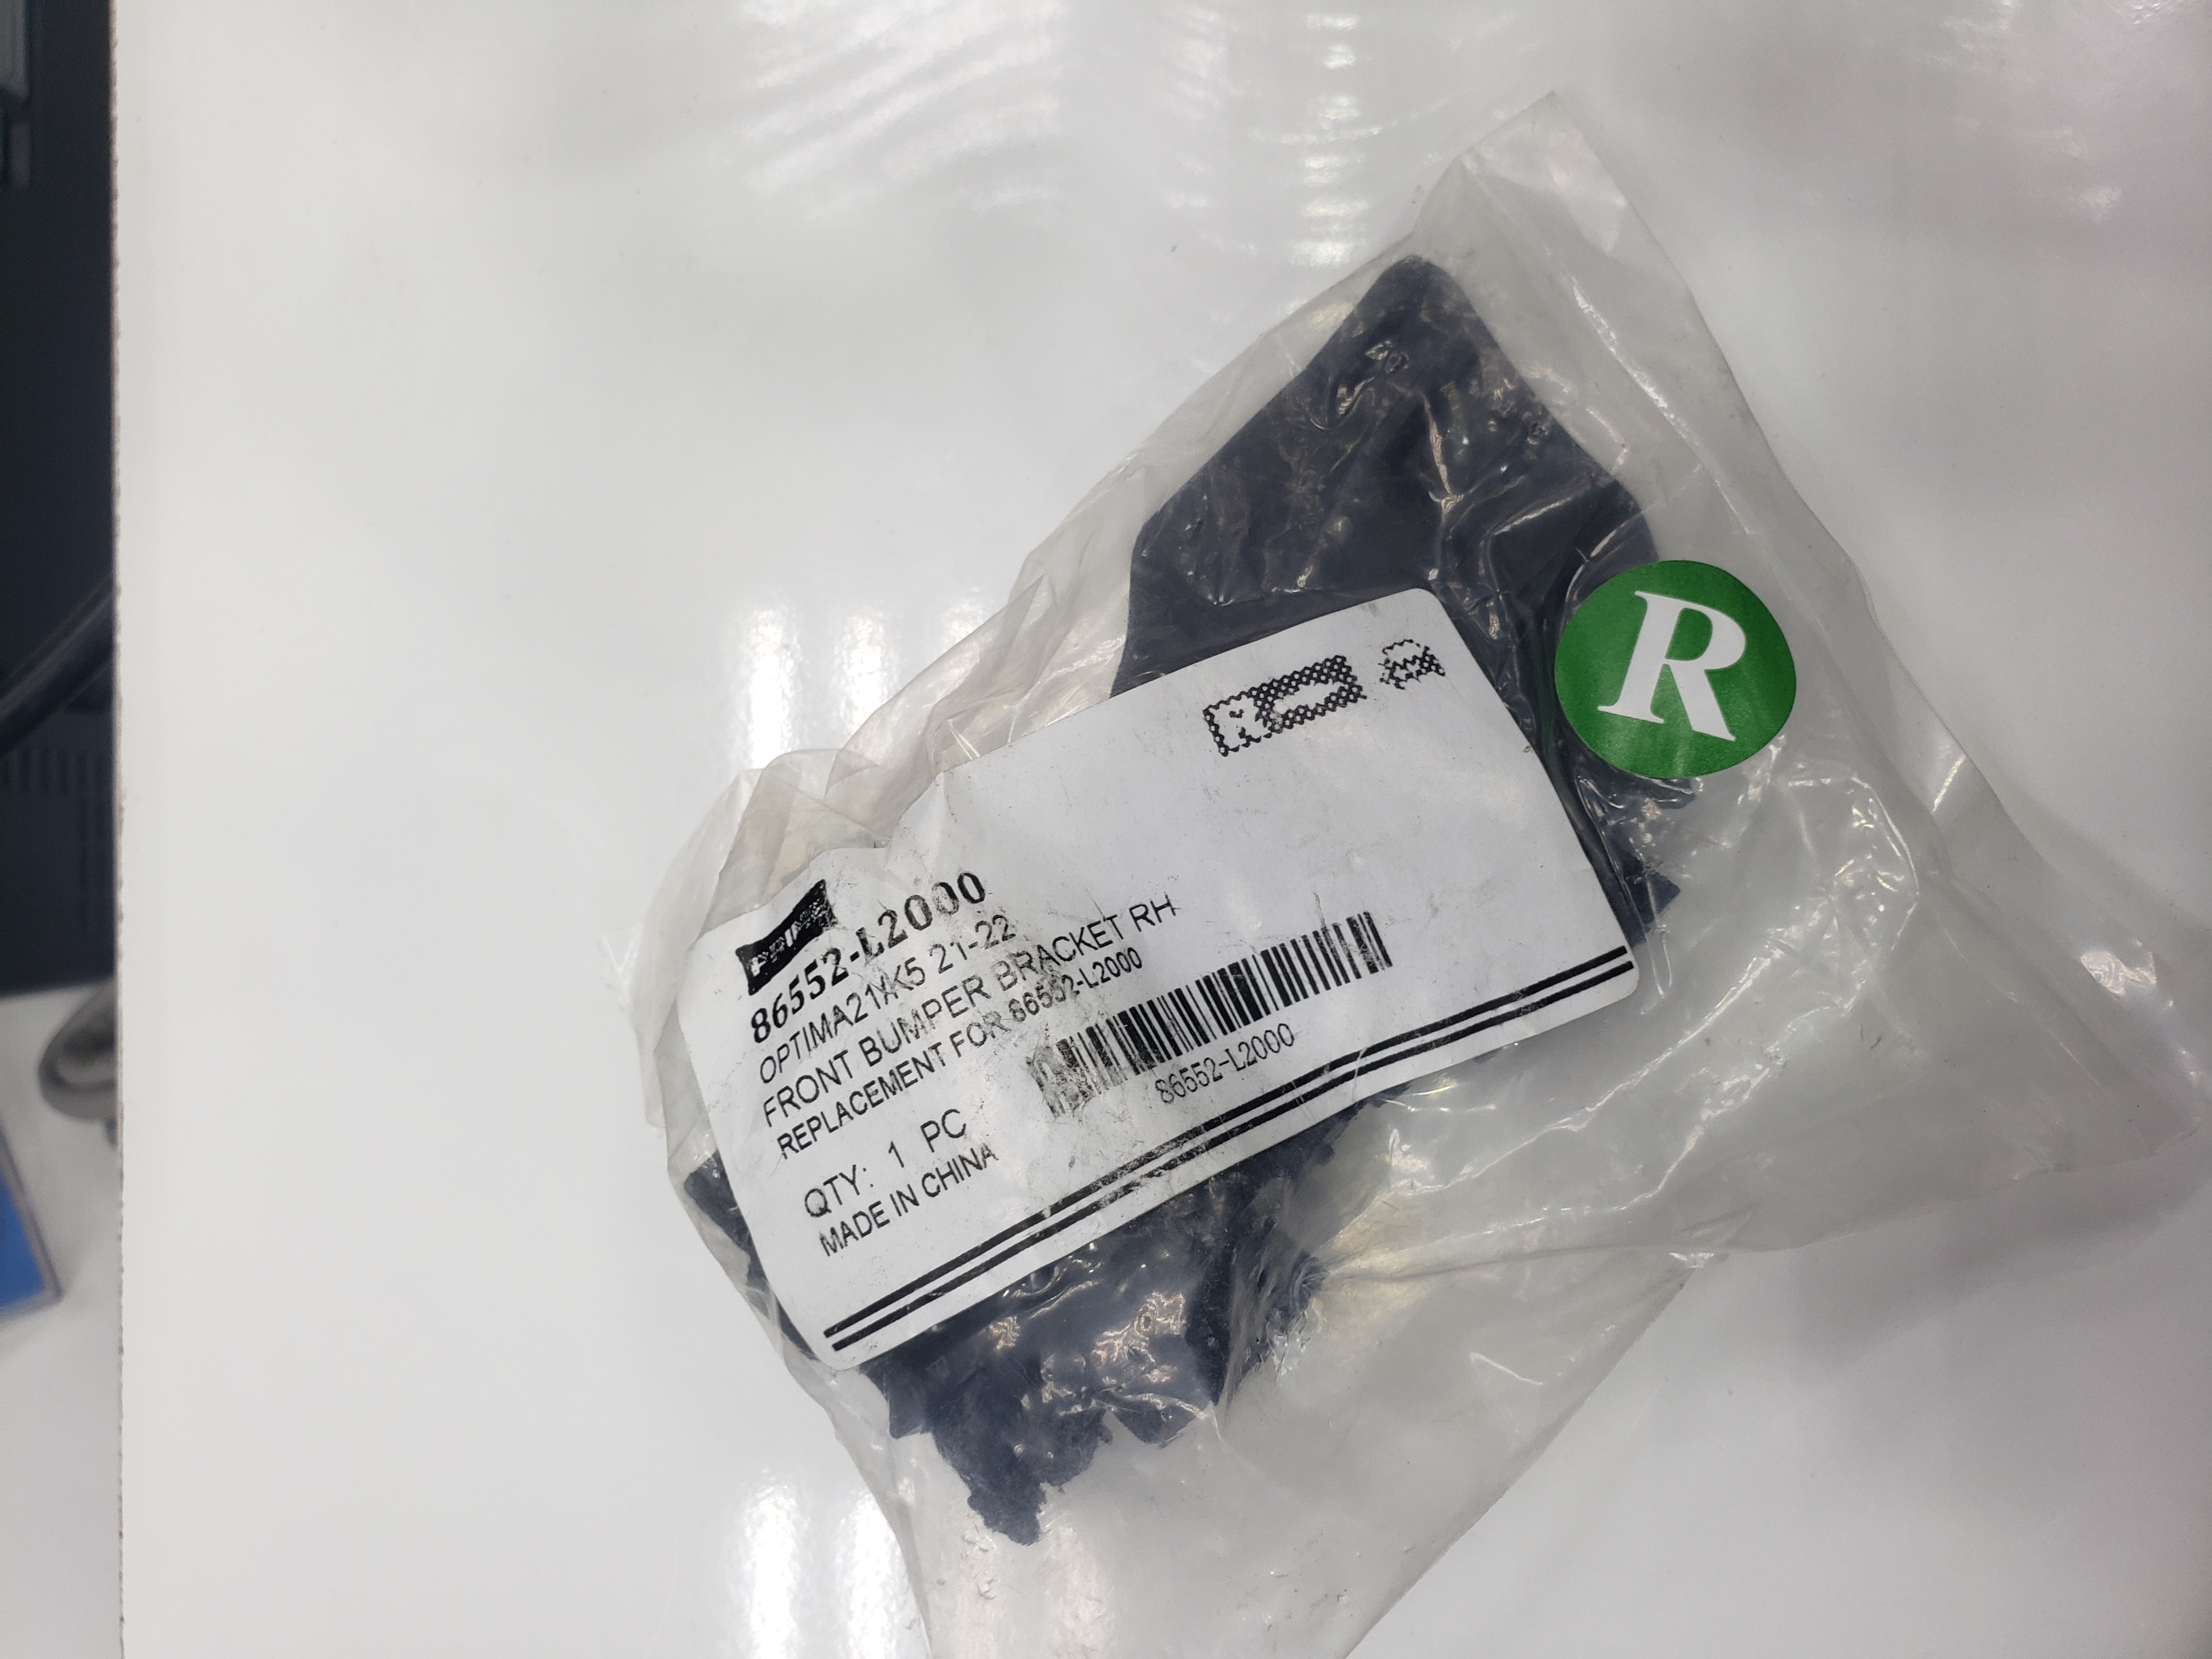 PRIME
86552-L2000
OPTIMA21/K5 21-22
FRONT BUMPER BRACKET RH
REPLACEMENT FOR 86552-L2000
86552-L2000
QTY: 1 PC
MADE IN CHINA
R